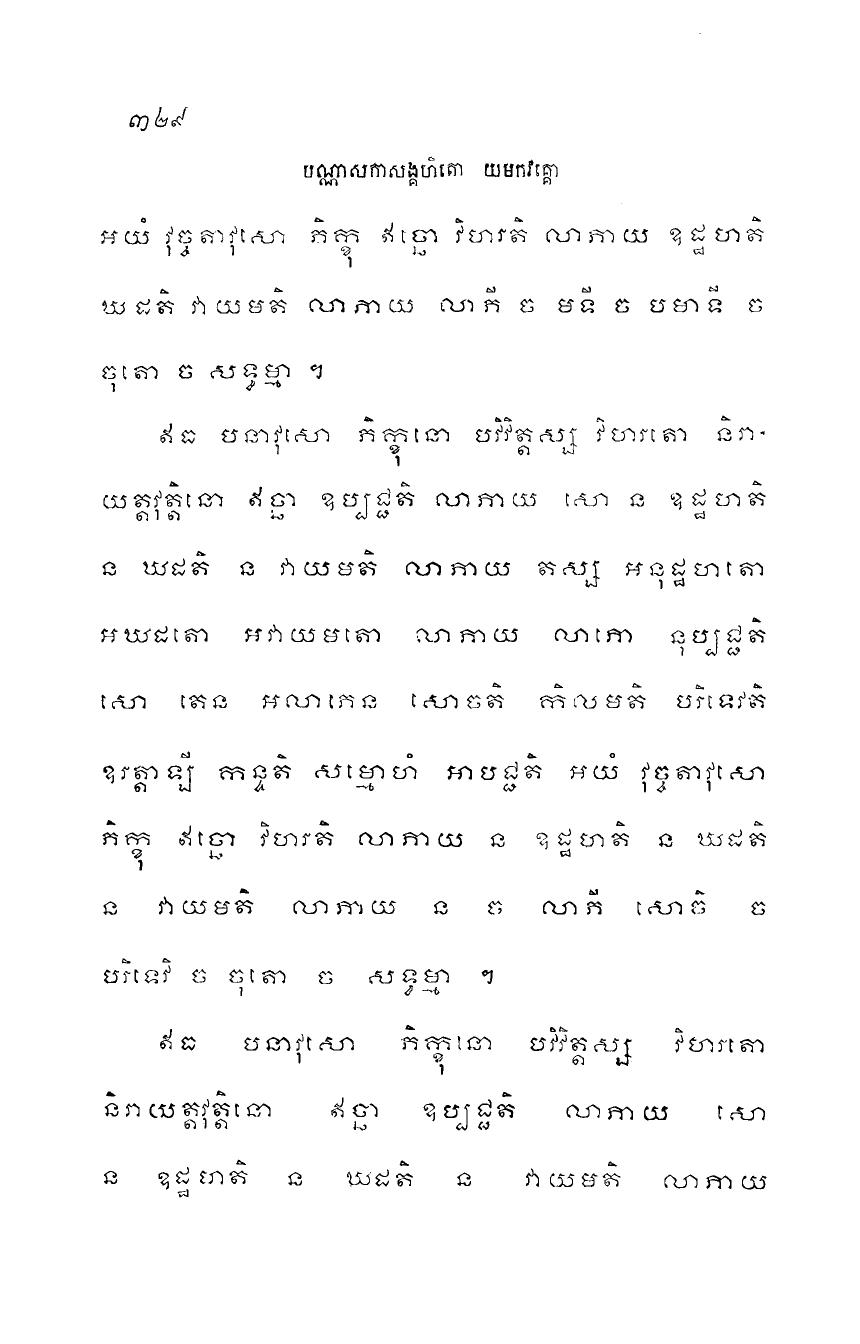 ៣២៩
បណ្ណាសកាសង្គហិតោ យមកវគ្គោ
អយំ វុច្ចតាវុសោ ភិក្ខុ ឥច្ឆោ វិហរតិ លាភាយ ឧដ្ឋហតិ
ឃដតិ វាយមតិ លាភាយ លាភី ច មទី ច បមាទី ច
ចុតោ ច សទ្ធម្មា ។
ឥធ បនាវុសោ ភិក្ខុនោ បវិវិត្តស្ស វិហរតោ និរា-
យត្តវុត្តិនោ ឥច្ឆា ឧប្បជ្ជតិ លាភាយ សោ ន ឧដ្ឋហតិ
ន ឃដតិ ន វាយមតិ លាភាយ តស្ស អនុដ្ឋហតោ
អឃដតោ អវាយមតោ លាភាយ លាភោ នុប្បជ្ជតិ
សោ តេន អលាភេន សោចតិ កិលមតិ បរិទេវតិ
ឧរត្តាឡី កន្ទតិ សម្មោហំ អាបជ្ជតិ អយំ វុច្ចតាវុសោ
ភិក្ខុ ឥច្ឆោ វិហរតិ លាភាយ ន ឧដ្ឋហតិ ន ឃដតិ
ន វាយមតិ លាភាយ ន ច លាភី សោចិ ច
បរិទេវិ ច ចុតោ ច សទ្ធម្មា ។
ឥធ បនាវុសោ ភិក្ខុនោ បវិវិត្តស្ស វិហរតោ
និរាយត្តវុត្តិនោ ឥច្ឆា ឧប្បជ្ជតិ លាភាយ សោ
ន ឧដ្ឋហតិ ន ឃដតិ ន វាយមតិ លាភាយ